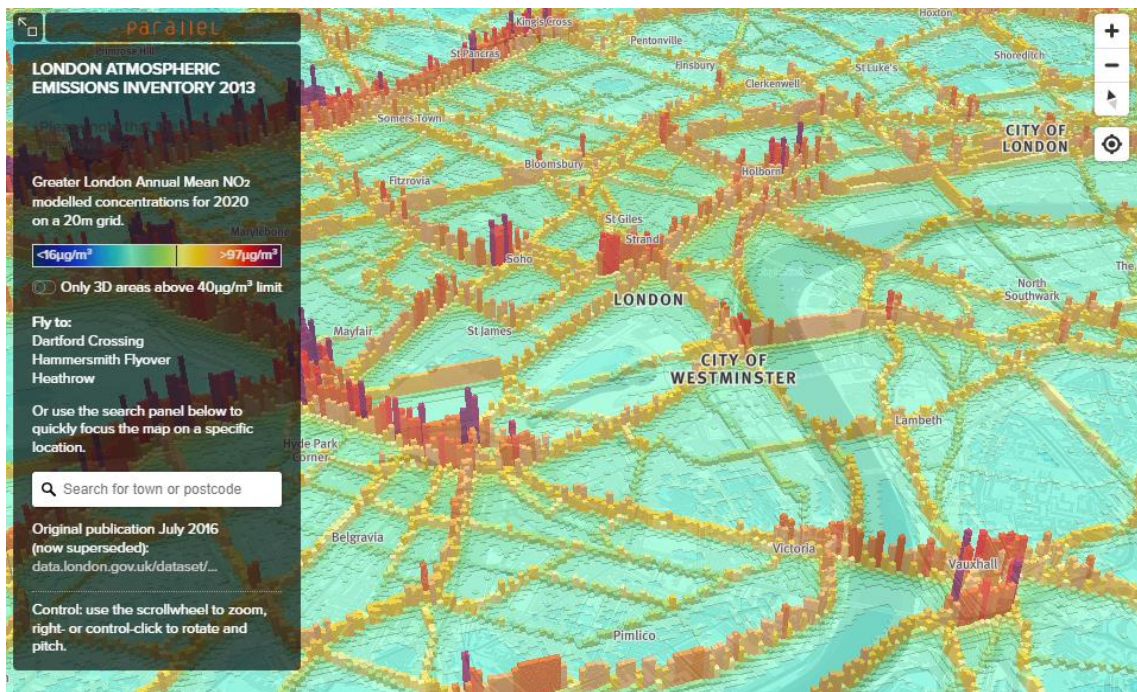 parallel
Primrose Hill
LONDON ATMOSPHERIC
EMISSIONS INVENTORY 2013
Greater London Annual Mean NO₂
modelled concentrations for 2020
on a 20m grid.
Marylebone
<16µg/m³ >97µg/m³
Only 3D areas above 40µg/m³ limit
Fly to:
Dartford Crossing
Hammersmith Flyover
Heathrow
Or use the search panel below to
quickly focus the map on a specific
location.
Search for town or postcode
Original publication July 2016
(now superseded):
data.london.gov.uk/dataset/...
Control: use the scrollwheel to zoom,
right- or control-click to rotate and
pitch.
King's Cross
Hoxton
St Pancras
Pentonville
Finsbury
St Luke's
Shoreditch
Clerkenwell
Somers Town
CITY OF
LONDON
Bloomsbury
Holborn
Fitzrovia
St Giles
Strand
Soho
The
North
Southwark
LONDON
Mayfair
St James
CITY OF
WESTMINSTER
Lambeth
Hyde Park
Corner
Belgravia
Victoria
Vauxhall
Pimlico
+
−